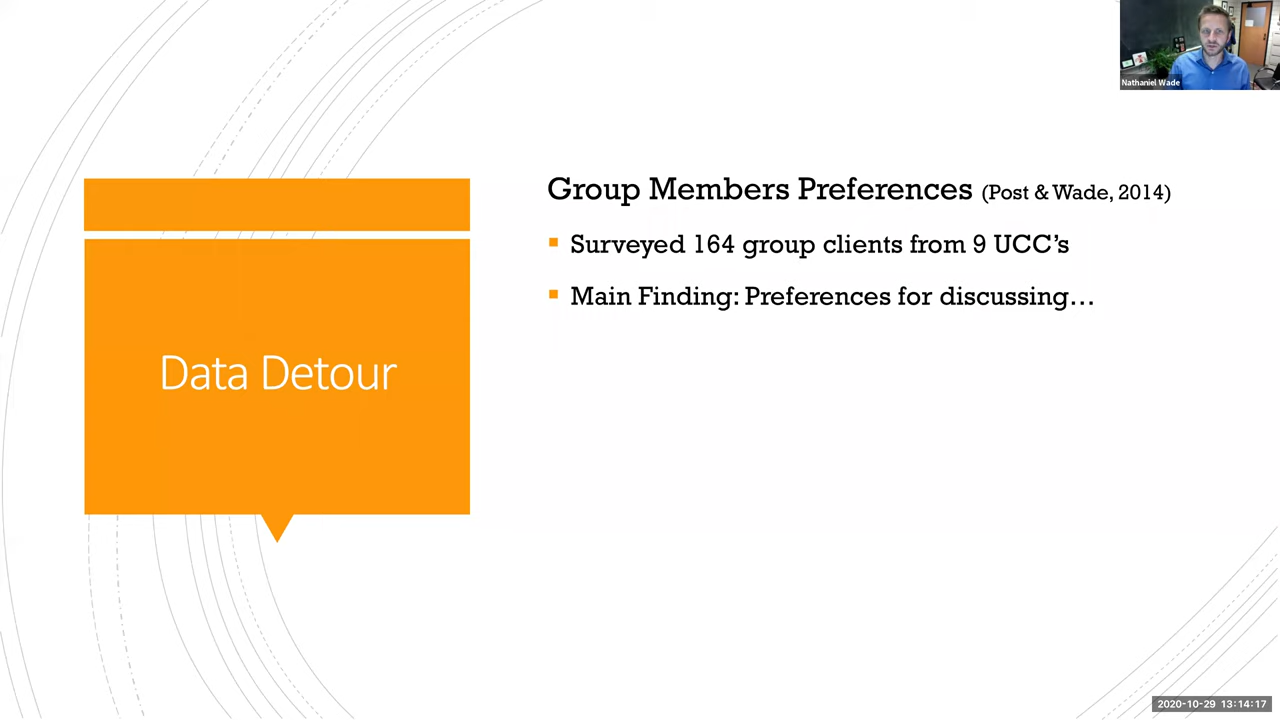 Nathaniel Wade
Group Members Preferences (Post & Wade, 2014)
Surveyed 164 group clients from 9 UCC’s
Main Finding: Preferences for discussing…
Data Detour
2020-10-29 13:14:17